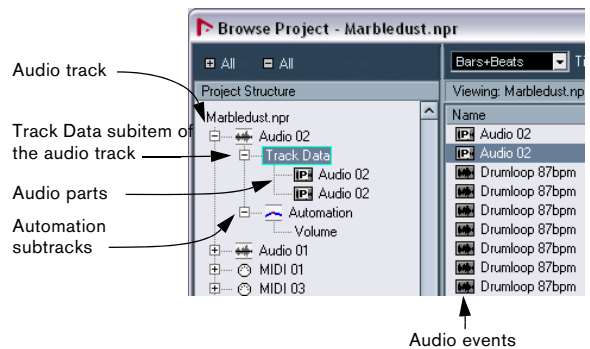 Browse Project - Marbledust.npr
All
All
Bars+Beats
Ti
Project Structure
Viewing: Marbledust.np
Name
Marbledust.npr
Audio 02
Track Data
Audio 02
Audio 02
Automation
Volume
Audio 01
MIDI 01
MIDI 03
Audio 02
Audio 02
Drumloop 87bpm
Drumloop 87bpm
Drumloop 87bpm
Drumloop 87bpm
Drumloop 87bpm
Drumloop 87bpm
Drumloop 87bpm
Drumloop 87bpm
Audio track
Track Data subitem of
the audio track
Audio parts
Automation
subtracks
Audio events